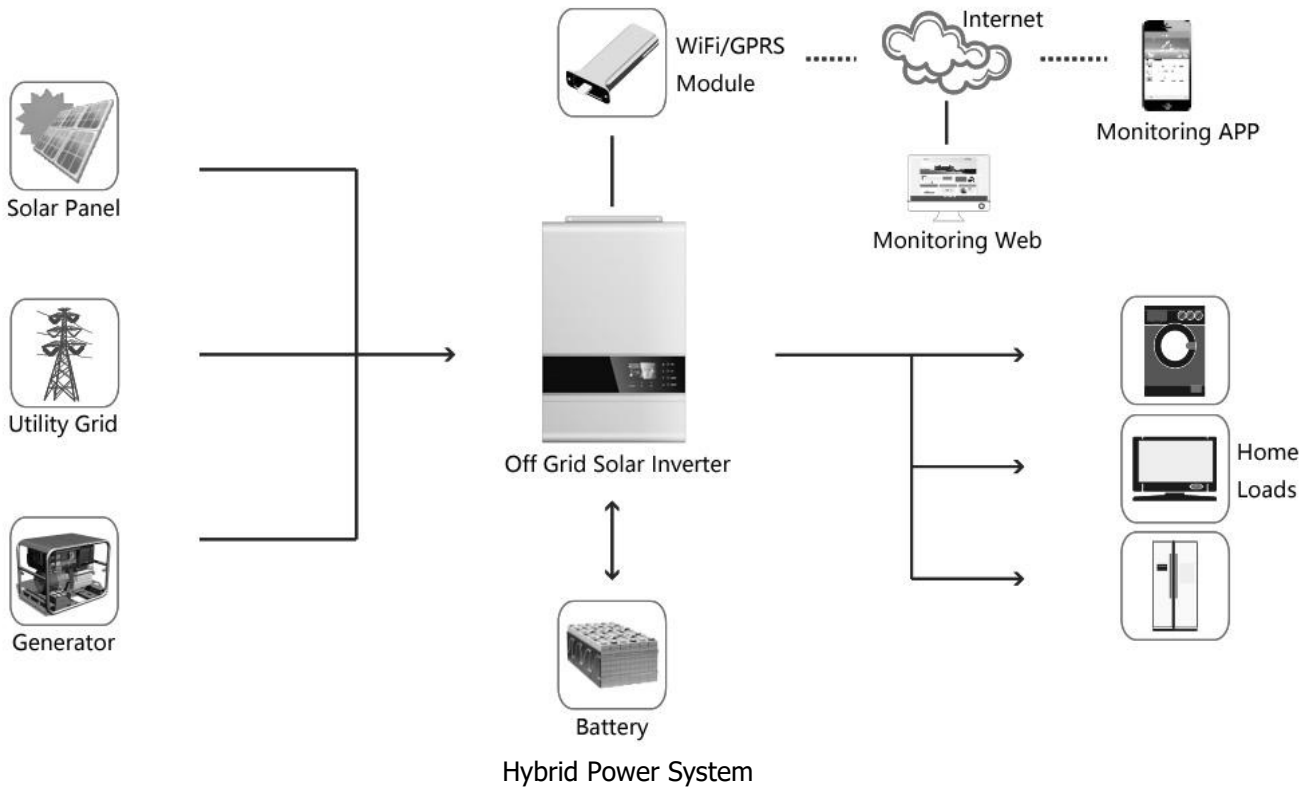 Internet
WiFi/GPRS
Module
Monitoring APP
Solar Panel
Monitoring Web
Utility Grid
Off Grid Solar Inverter
Home
Loads
Generator
Battery
Hybrid Power System